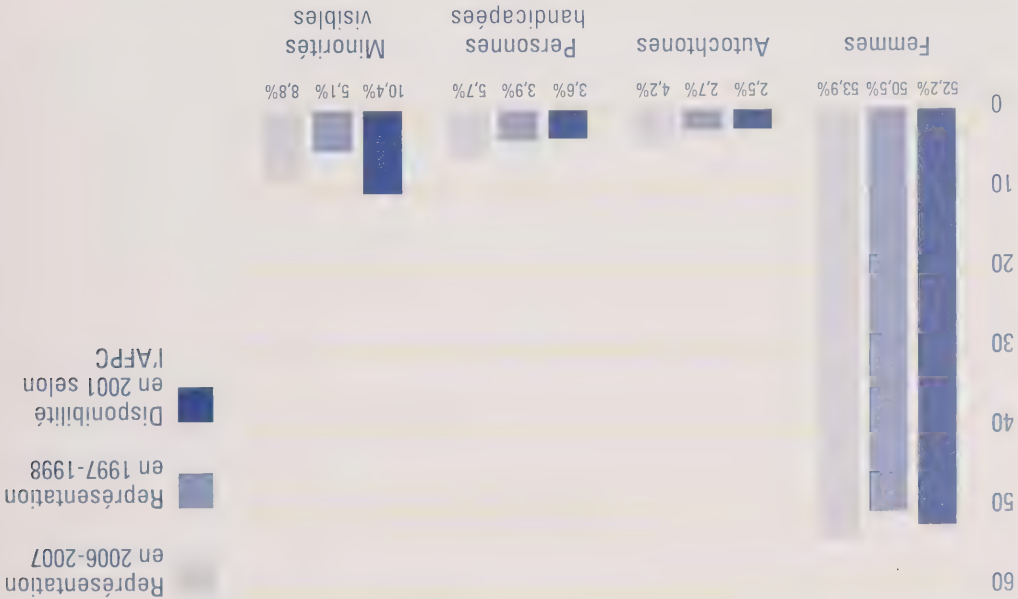 60
50
40
30
20
10
0
Représentation
en 2006-2007
Représentation
en 1997-1998
Disponibilité
en 2001 selon
l'AFPC
52,2% 50,5% 53,9%
2,5% 2,7% 4,2%
3,6% 3,9% 5,7%
10,4% 5,1% 8,8%
Femmes
Autochtones
Personnes
handicapées
Minorités
visibles